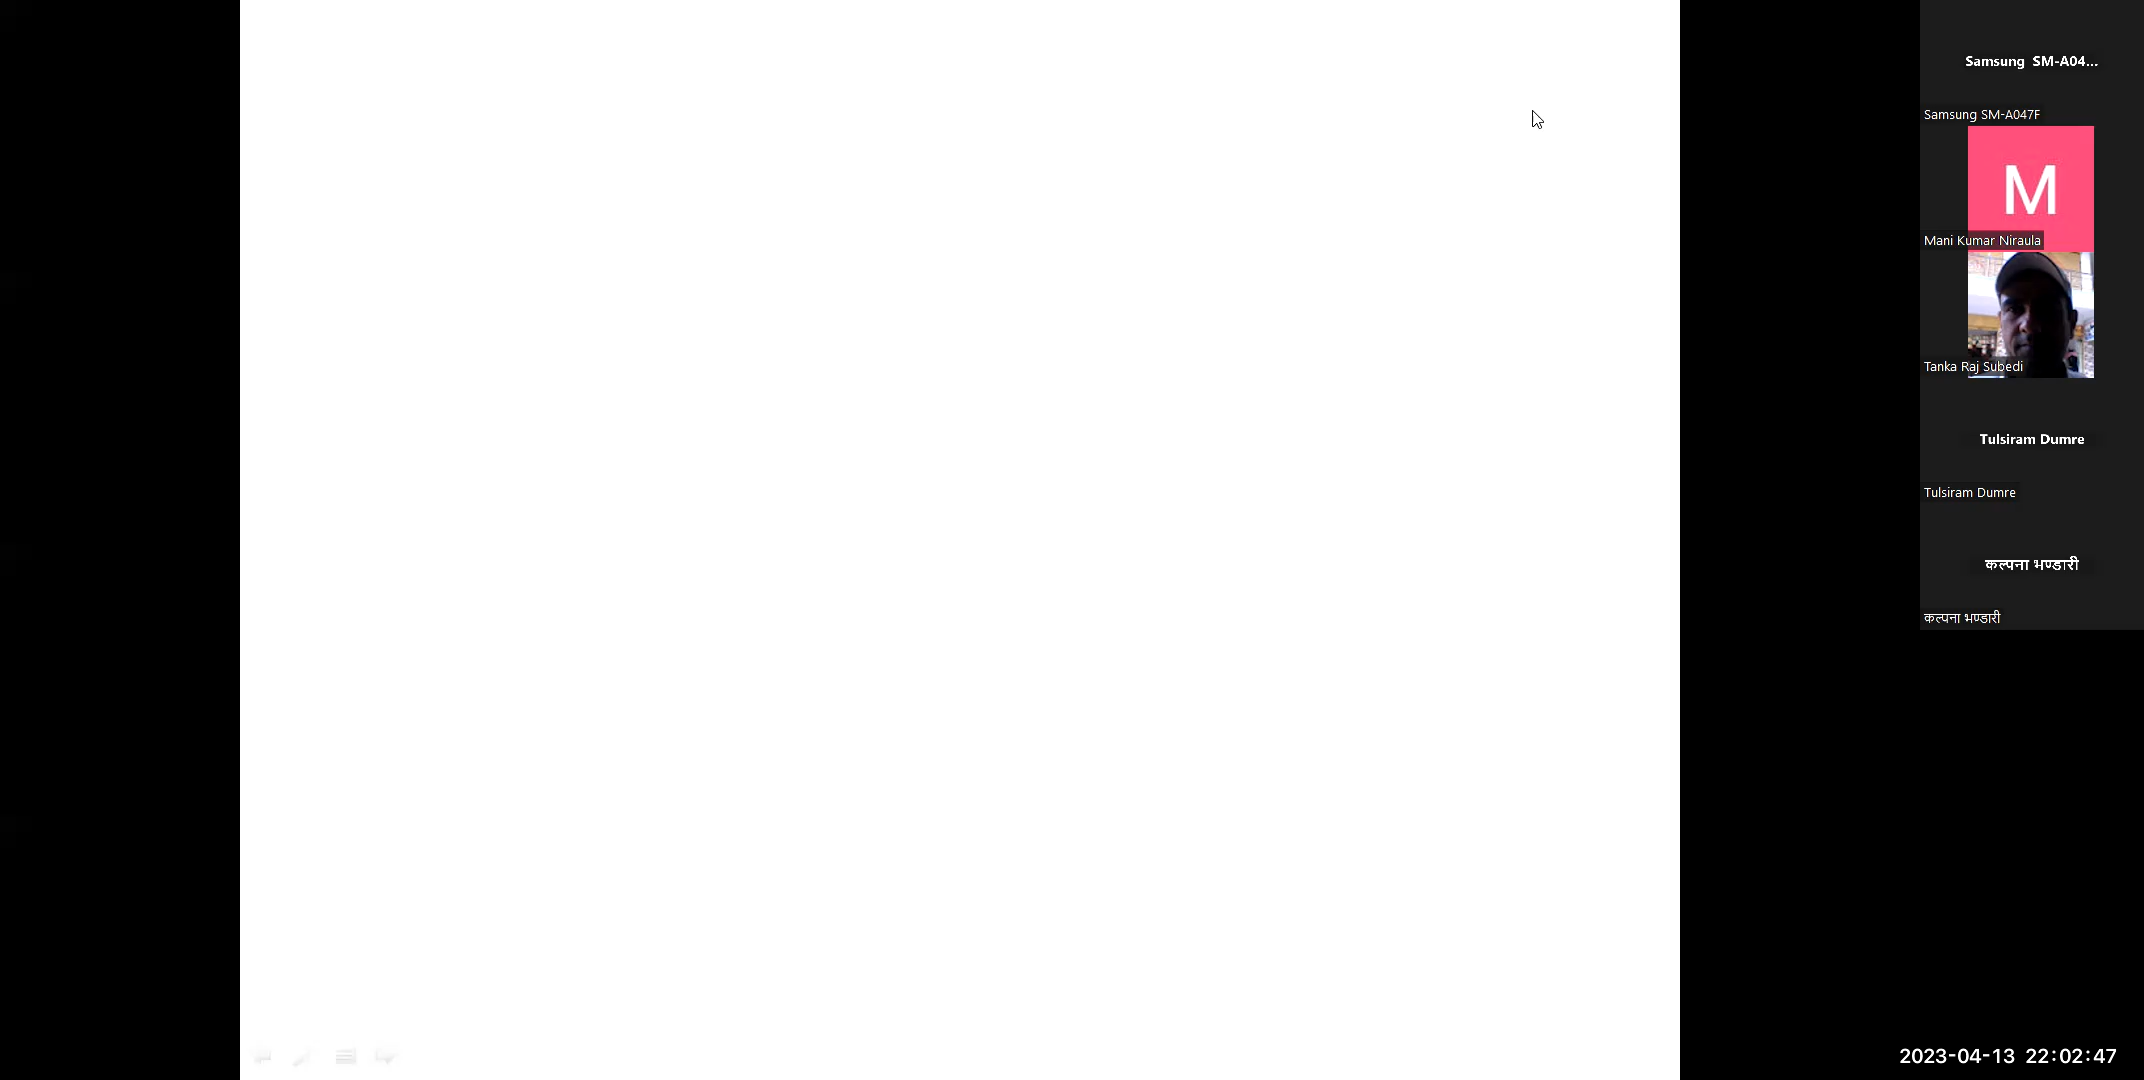 Samsung SM-A04...
Samsung SM-A047F
M
Mani Kumar Niraula
Tanka Raj Subedi
Tulsiram Dumre
Tulsiram Dumre
कल्पना भण्डारी
कल्पना भण्डारी
2023-04-13 22:02:47